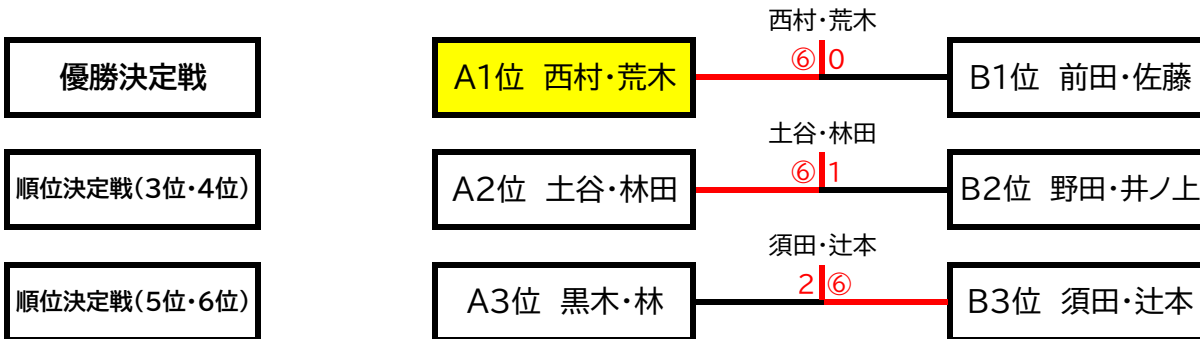 西村・荒木
優勝決定戦
A1位 西村・荒木
⑥ 0
B1位 前田・佐藤
土谷・林田
順位決定戦(3位・4位)
A2位 土谷・林田
⑥ 1
B2位 野田・井ノ上
須田・辻本
順位決定戦(5位・6位)
A3位 黒木・林
2 ⑥
B3位 須田・辻本